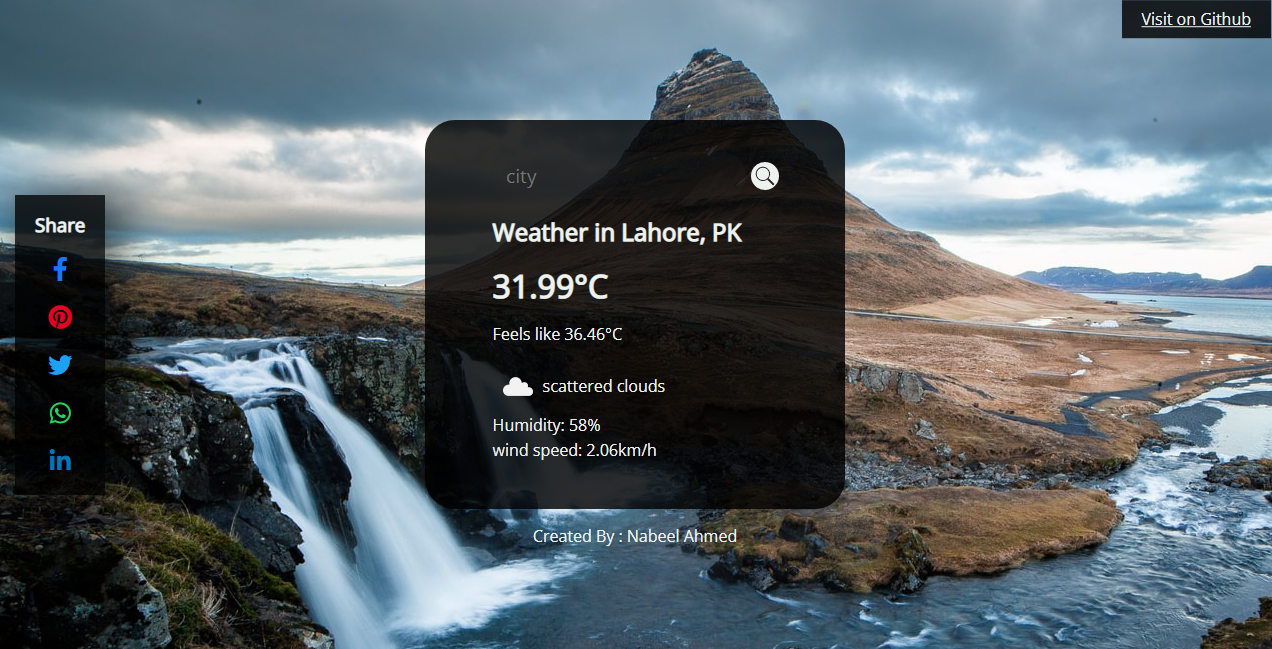 Visit on Github
Share
city
Weather in Lahore, PK
31.99°C
Feels like 36.46°C
scattered clouds
Humidity: 58%
wind speed: 2.06km/h
Created By : Nabeel Ahmed